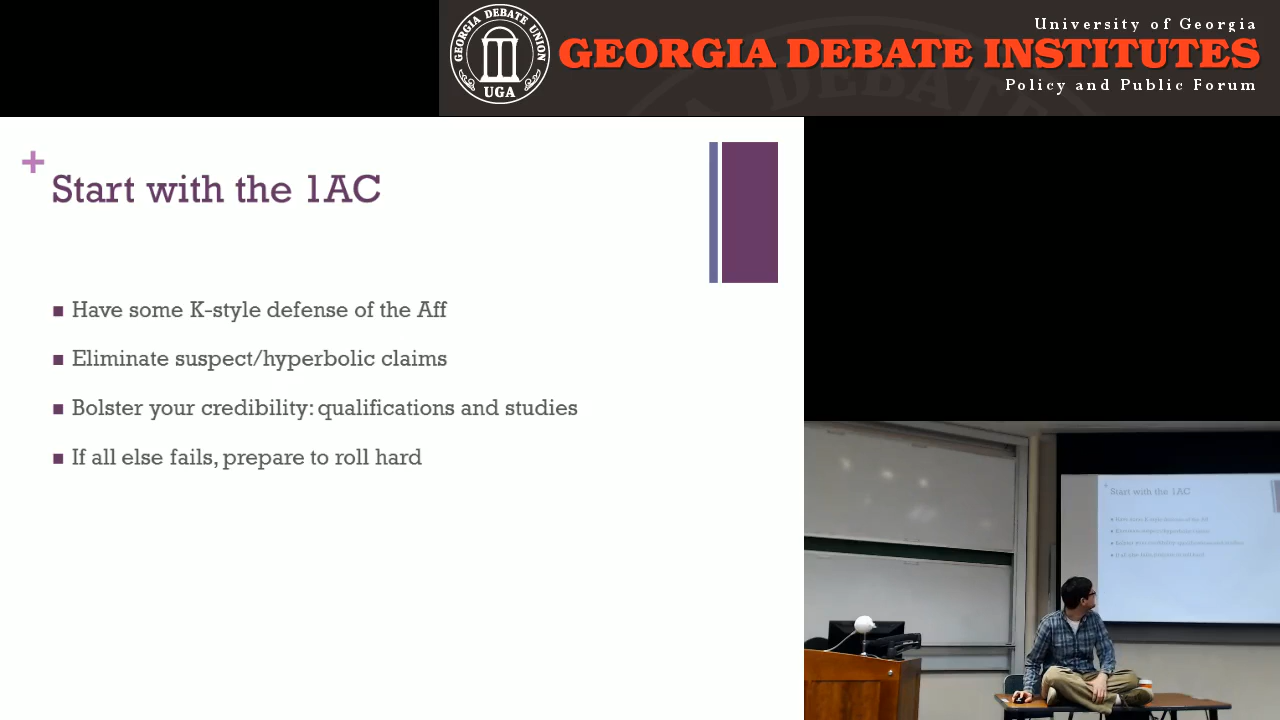 University of Georgia
GEORGIA DEBATE INSTITUTES
Policy and Public Forum
GEORGIA DEBATE UNION
UGA
+
Start with the 1AC
■ Have some K-style defense of the Aff
■ Eliminate suspect/hyperbolic claims
■ Bolster your credibility: qualifications and studies
■ If all else fails, prepare to roll hard
Start with the 1AC